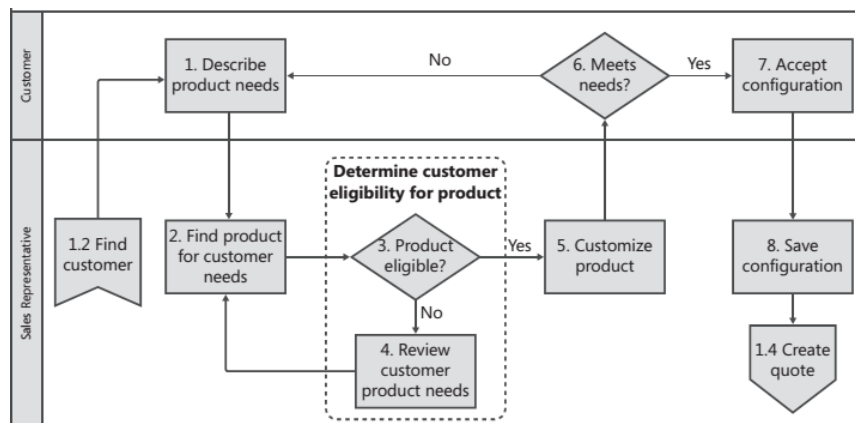 Customer
1. Describe
product needs
No
6. Meets
needs?
Yes
7. Accept
configuration
Sales Representative
1.2 Find
customer
2. Find product
for customer
needs
Determine customer
eligibility for product
3. Product
eligible?
Yes
No
4. Review
customer
product needs
5. Customize
product
8. Save
configuration
1.4 Create
quote